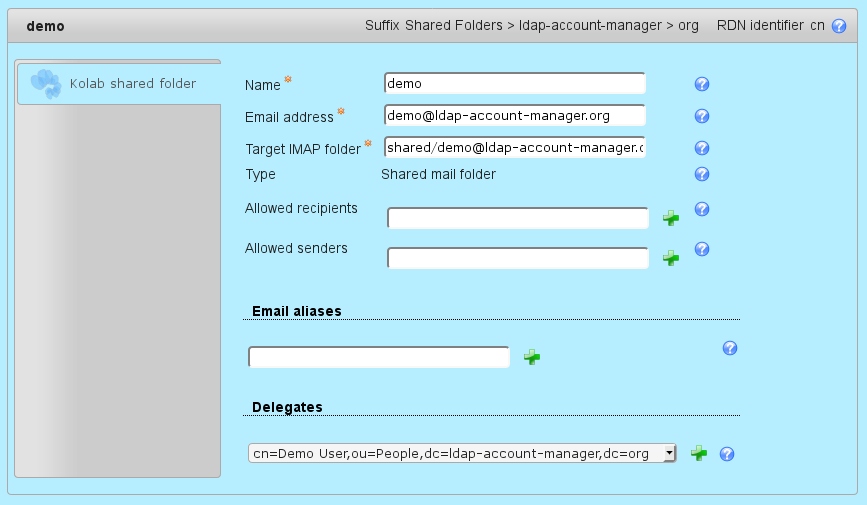 demo
Suffix Shared Folders > ldap-account-manager > org RDN identifier cn
Kolab shared folder
Name demo
Email address demo@ldap-account-manager.org
Target IMAP folder shared/demo@ldap-account-manager.o
Type Shared mail folder
Allowed recipients
Allowed senders
Email aliases
Delegates
cn=Demo User,ou=People,dc=ldap-account-manager,dc=org